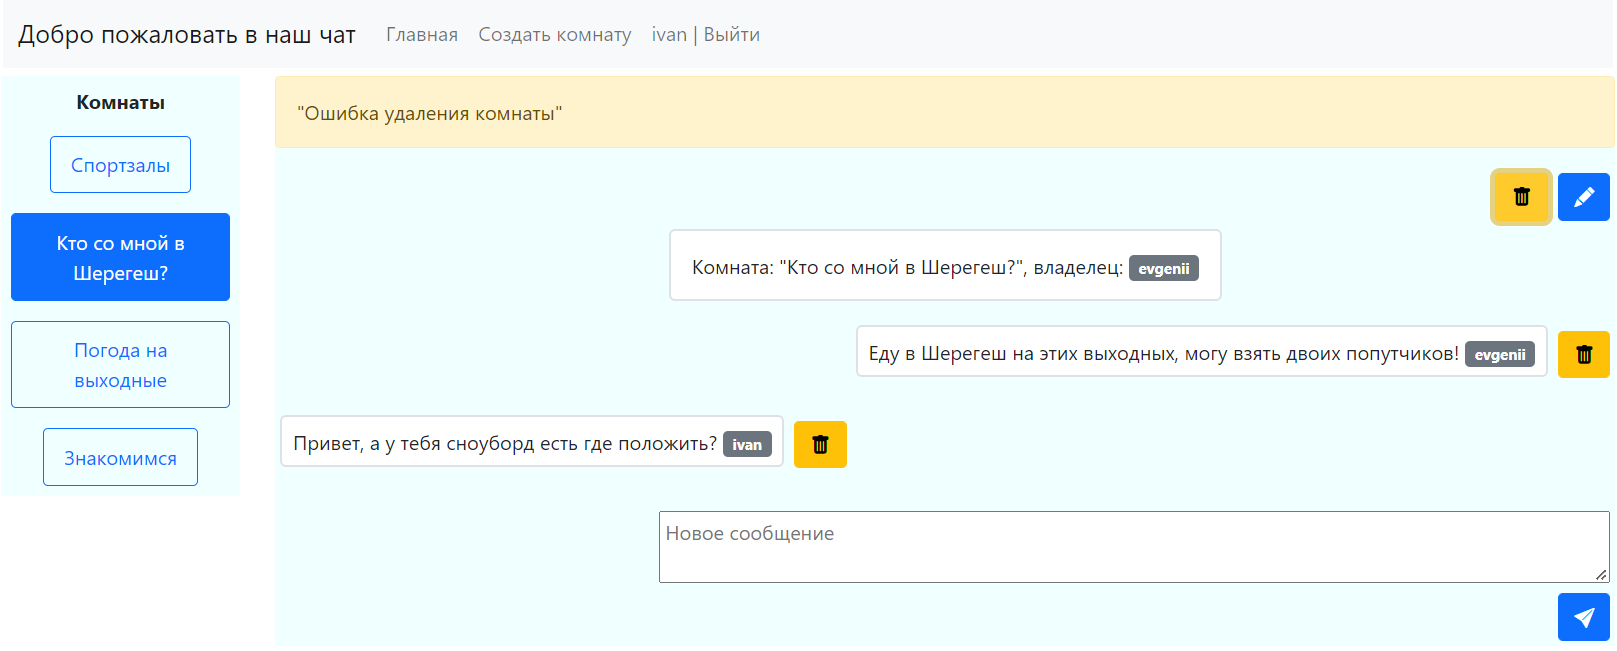 Добро пожаловать в наш чат Главная Создать комнату ivan | Выйти
Комнаты
Спортзалы
Кто со мной в
Шерегеш?
Погода на
выходные
Знакомимся
"Ошибка удаления комнаты"
Комната: "Кто со мной в Шерегеш?", владелец: evgenii
Еду в Шерегеш на этих выходных, могу взять двоих попутчиков! evgenii
Привет, а у тебя сноуборд есть где положить? ivan
Новое сообщение